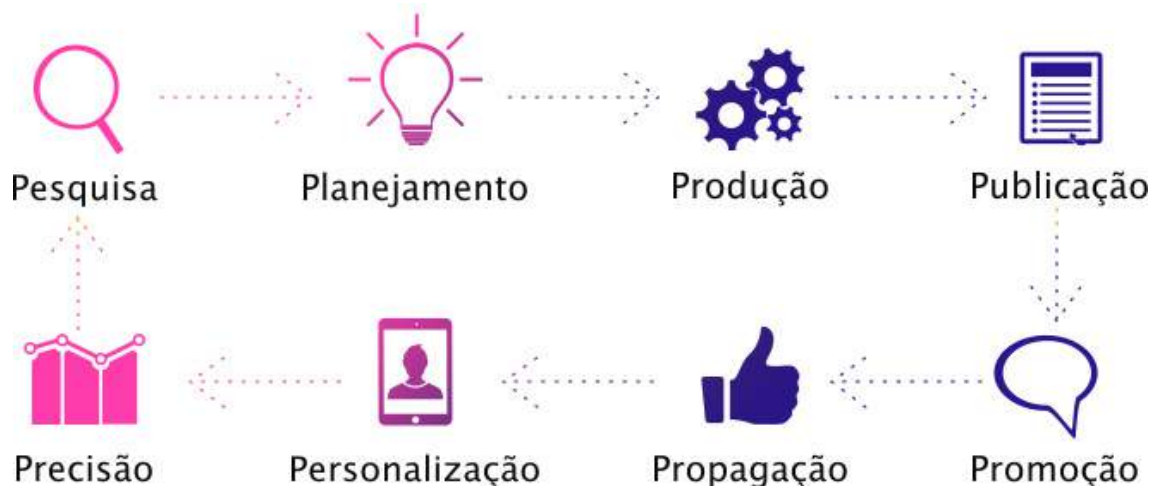 Pesquisa
Planejamento
Produção
Publicação
Precisão
Personalização
Propagação
Promoção